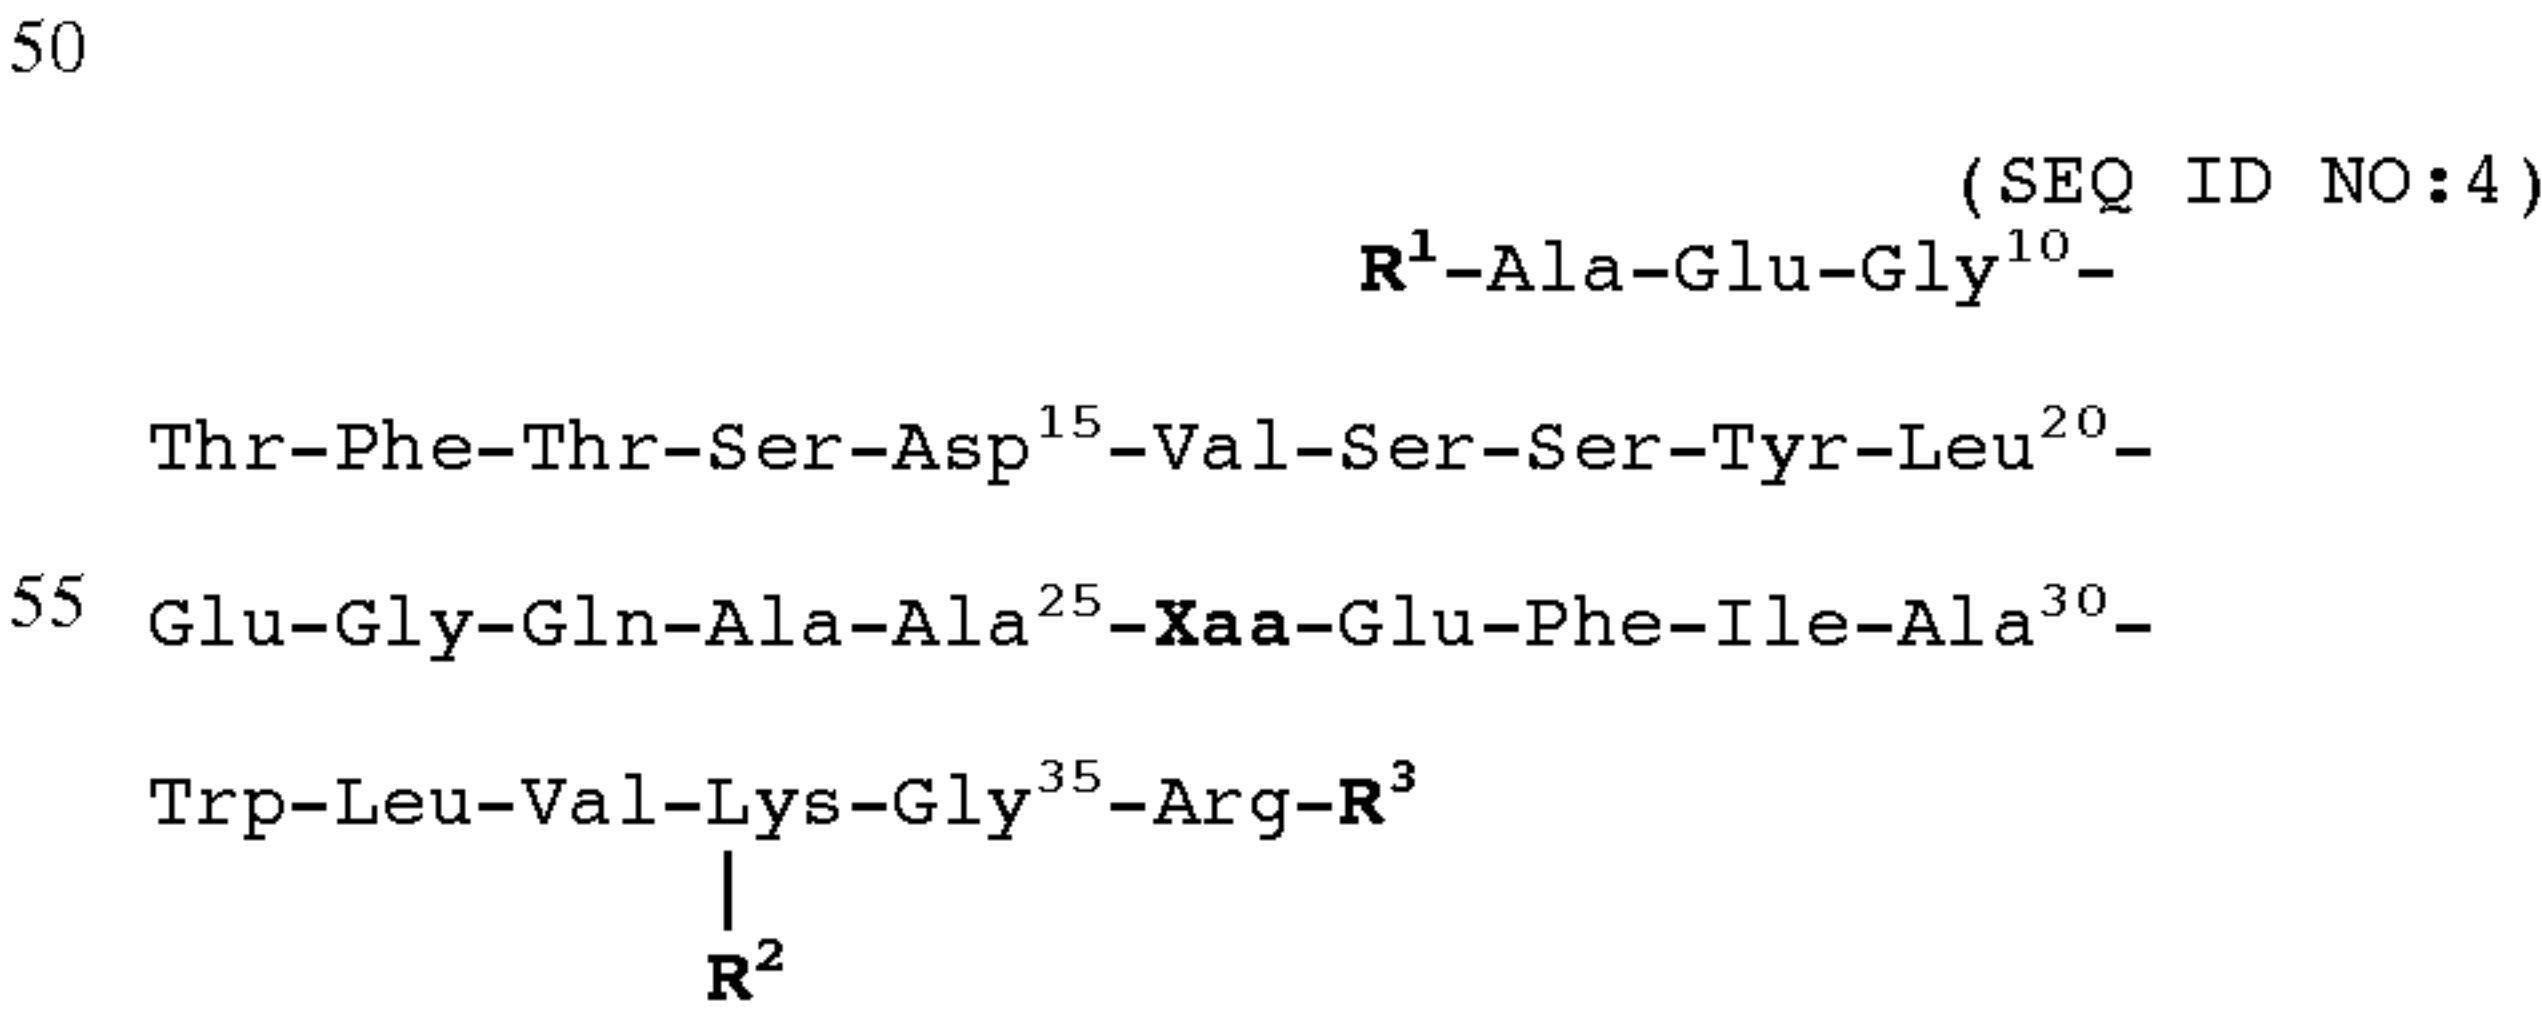 50
(SEQ ID NO:4)
R¹-Ala-Glu-Gly¹⁰-
Thr-Phe-Thr-Ser-Asp¹⁵-Val-Ser-Ser-Tyr-Leu²⁰-
55 Glu-Gly-Gln-Ala-Ala²⁵-Xaa-Glu-Phe-Ile-Ala³⁰-
Trp-Leu-Val-Lys-Gly³⁵-Arg-R³
|
R²